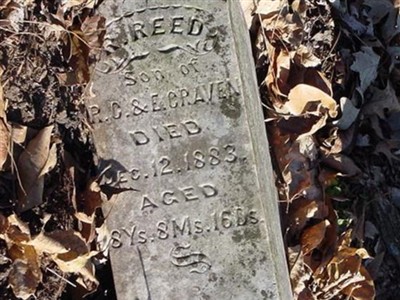 R. REED
Son of
R. C. & E. CRAVEN
DIED
Dec. 12. 1883.
AGED
8Ys. 8Ms. 16Ds.